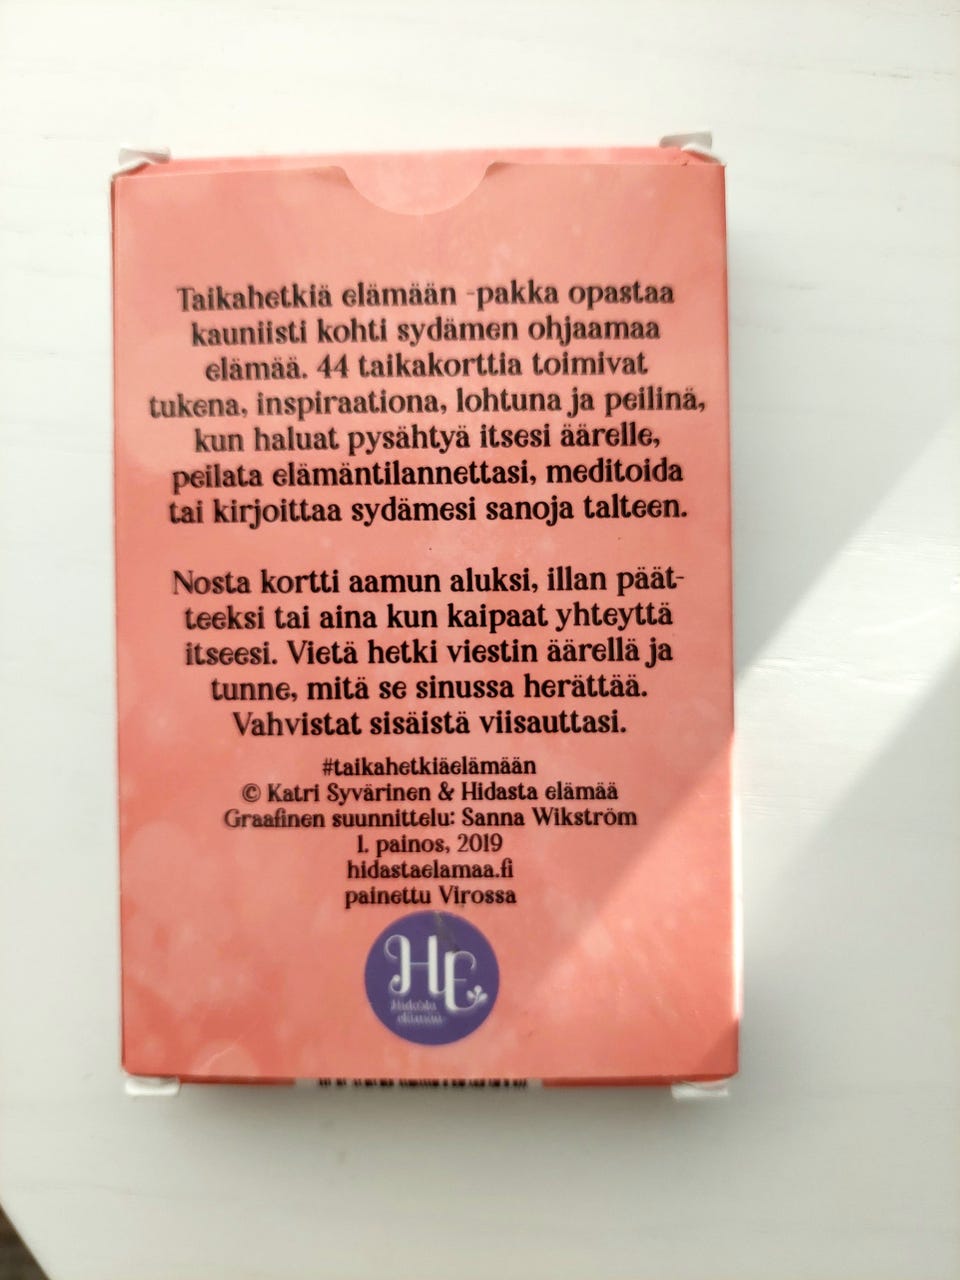 Taikahetkiä elämään -pakka opastaa
kauniisti kohti sydämen ohjaamaa
elämää. 44 taikakorttia toimivat
tukena, inspiraationa, lohtuna ja peilinä,
kun haluat pysähtyä itsesi äärelle,
peilata elämäntilannettasi, meditoida
tai kirjoittaa sydämesi sanoja talteen.
Nosta kortti aamun aluksi, illan päät-
teeksi tai aina kun kaipaat yhteyttä
itseesi. Vietä hetki viestin äärellä ja
tunne, mitä se sinussa herättää.
Vahvistat sisäistä viisauttasi.
#taikahetkiäelämään
© Katri Syvärinen & Hidasta elämää
Graafinen suunnittelu: Sanna Wikström
1. painos, 2019
hidastaelamaa.fi
painettu Virossa
HE
Hidasta
elämää